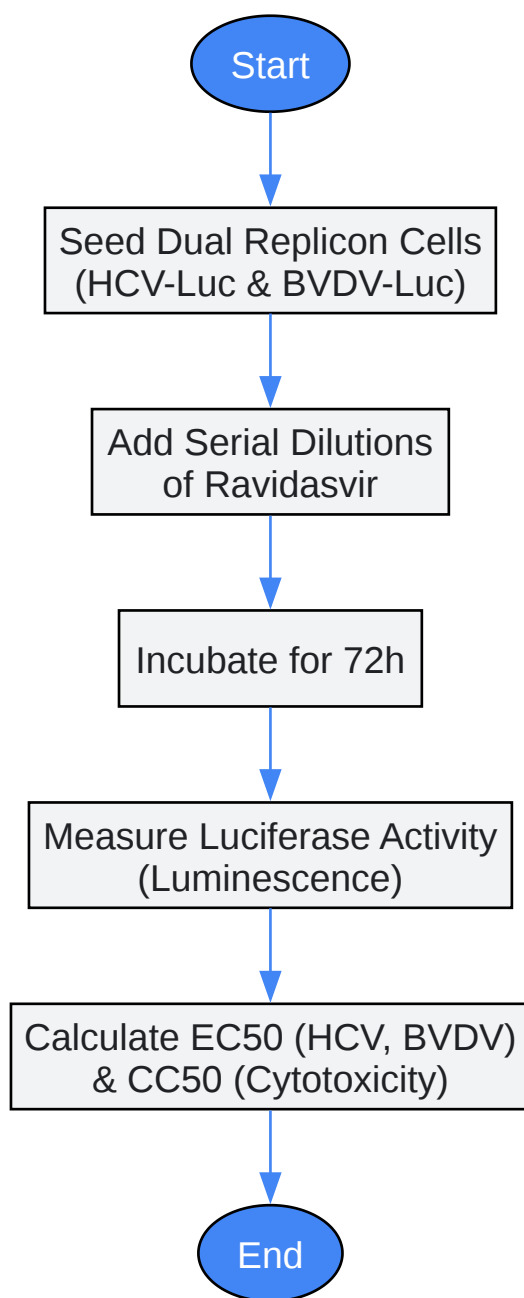 Start
Seed Dual Replicon Cells
(HCV-Luc & BVDV-Luc)
Add Serial Dilutions
of Ravidasvir
Incubate for 72h
Measure Luciferase Activity
(Luminescence)
Calculate EC50 (HCV, BVDV)
& CC50 (Cytotoxicity)
End